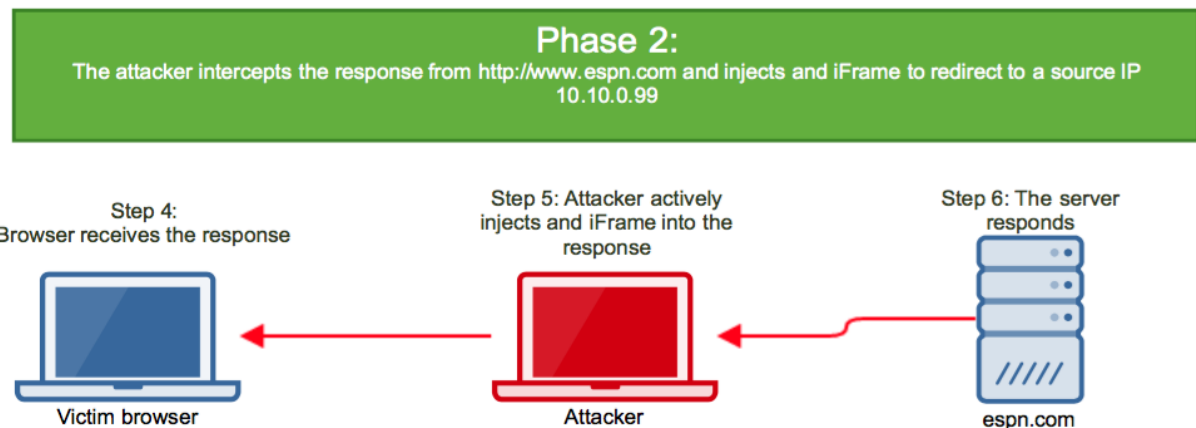 Phase 2:
The attacker intercepts the response from http://www.espn.com and injects and iFrame to redirect to a source IP
10.10.0.99
Step 4:
Browser receives the response
Step 5: Attacker actively
injects and iFrame into the
response
Step 6: The server
responds
Victim browser
Attacker
espn.com